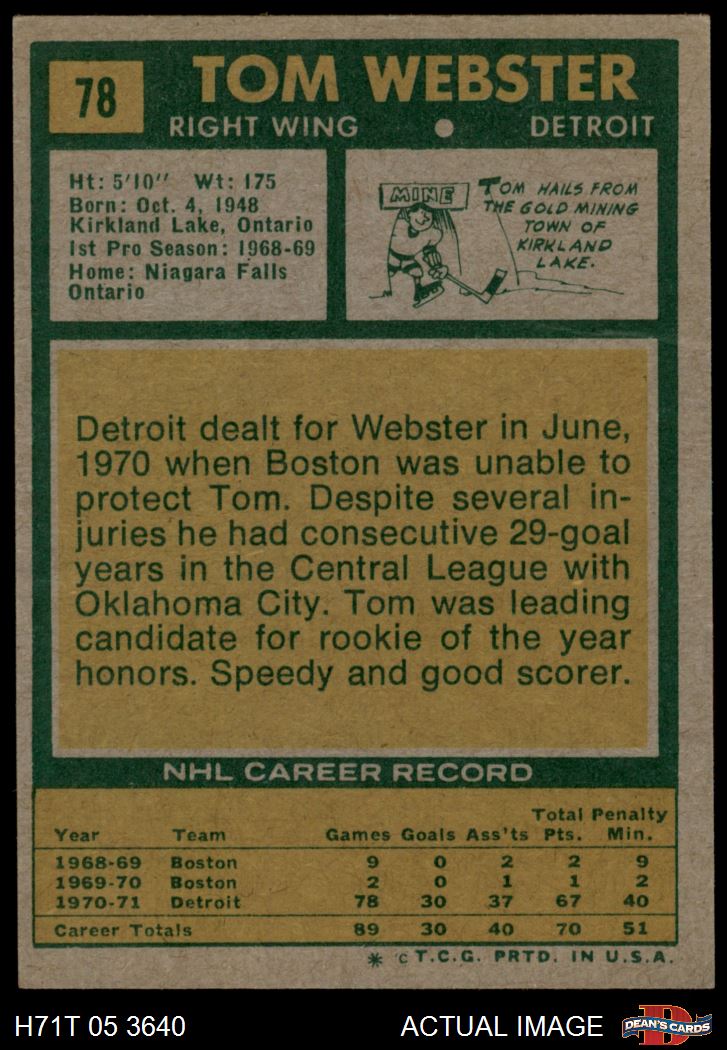 78
TOM WEBSTER
RIGHT WING • DETROIT
Ht: 5'10" Wt: 175
Born: Oct. 4, 1948
Kirkland Lake, Ontario
1st Pro Season: 1968-69
Home: Niagara Falls
Ontario
MINE
TOM HAILS FROM
THE GOLD MINING
TOWN OF
KIRKLAND
LAKE.
Detroit dealt for Webster in June,
1970 when Boston was unable to
protect Tom. Despite several in-
juries he had consecutive 29-goal
years in the Central League with
Oklahoma City. Tom was leading
candidate for rookie of the year
honors. Speedy and good scorer.
NHL CAREER RECORD
Year Team Games Goals Ass'ts Total Pts. Penalty Min.
1968-69 Boston 9 0 2 2 9
1969-70 Boston 2 0 1 1 2
1970-71 Detroit 78 30 37 67 40
Career Totals 89 30 40 70 51
* © T.C.G. PRTD. IN U.S.A.
H71T 05 3640
ACTUAL IMAGE
D
DEAN'S CARDS